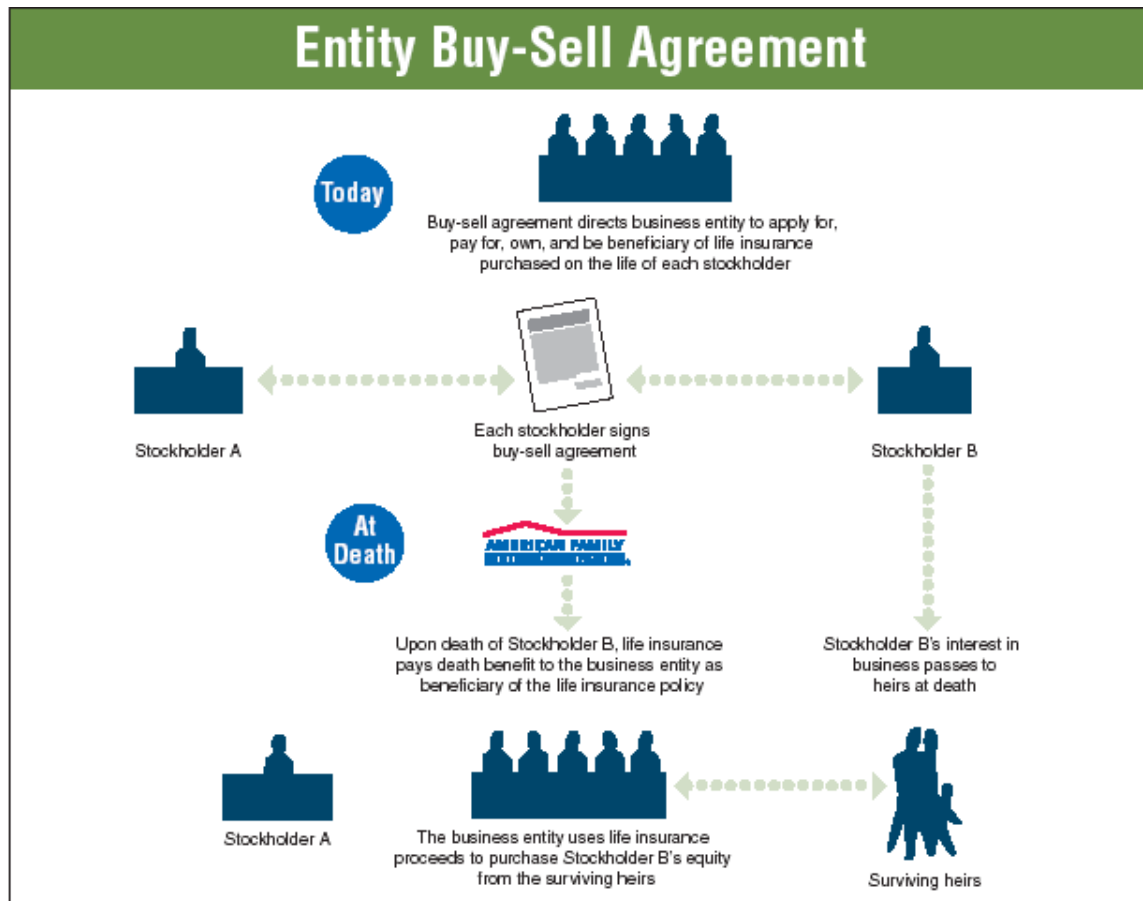 Entity Buy-Sell Agreement
Today
Buy-sell agreement directs business entity to apply for,
pay for, own, and be beneficiary of life insurance
purchased on the life of each stockholder
Stockholder A
Each stockholder signs
buy-sell agreement
Stockholder B
At
Death
AMERICAN FAMILY
Upon death of Stockholder B, life insurance
pays death benefit to the business entity as
beneficiary of the life insurance policy
Stockholder B's interest in
business passes to
heirs at death
Stockholder A
The business entity uses life insurance
proceeds to purchase Stockholder B's equity
from the surviving heirs
Surviving heirs